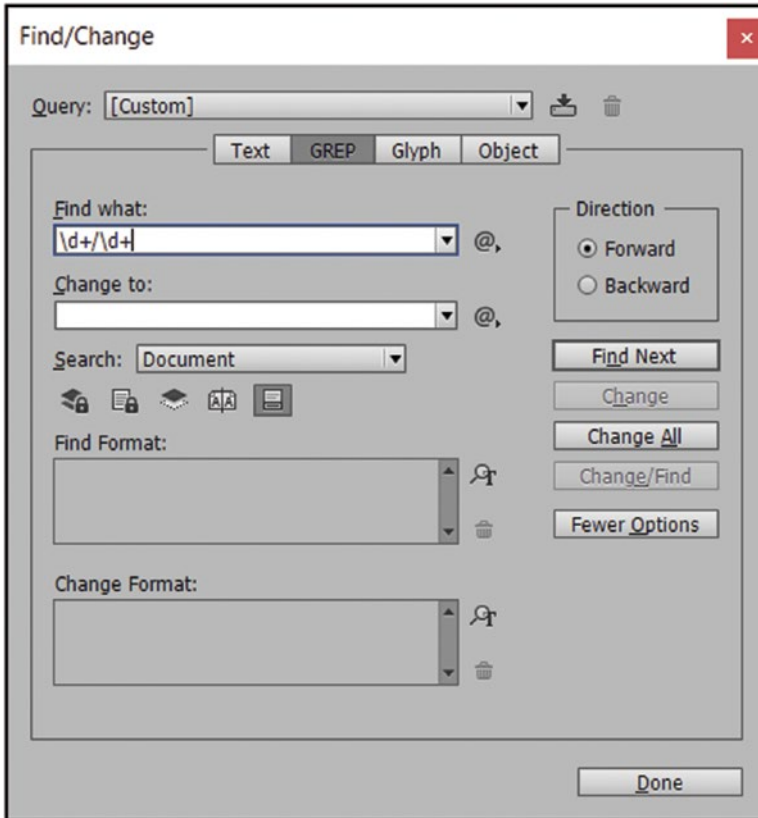 Find/Change
×
Query: [Custom]
Text GREP Glyph Object
Find what:
\d+/\d+
@,
Change to:
@,
Search: Document
Find Format:
Change Format:
Direction
Forward
Backward
Find Next
Change
Change All
Change/Find
Fewer Options
Done